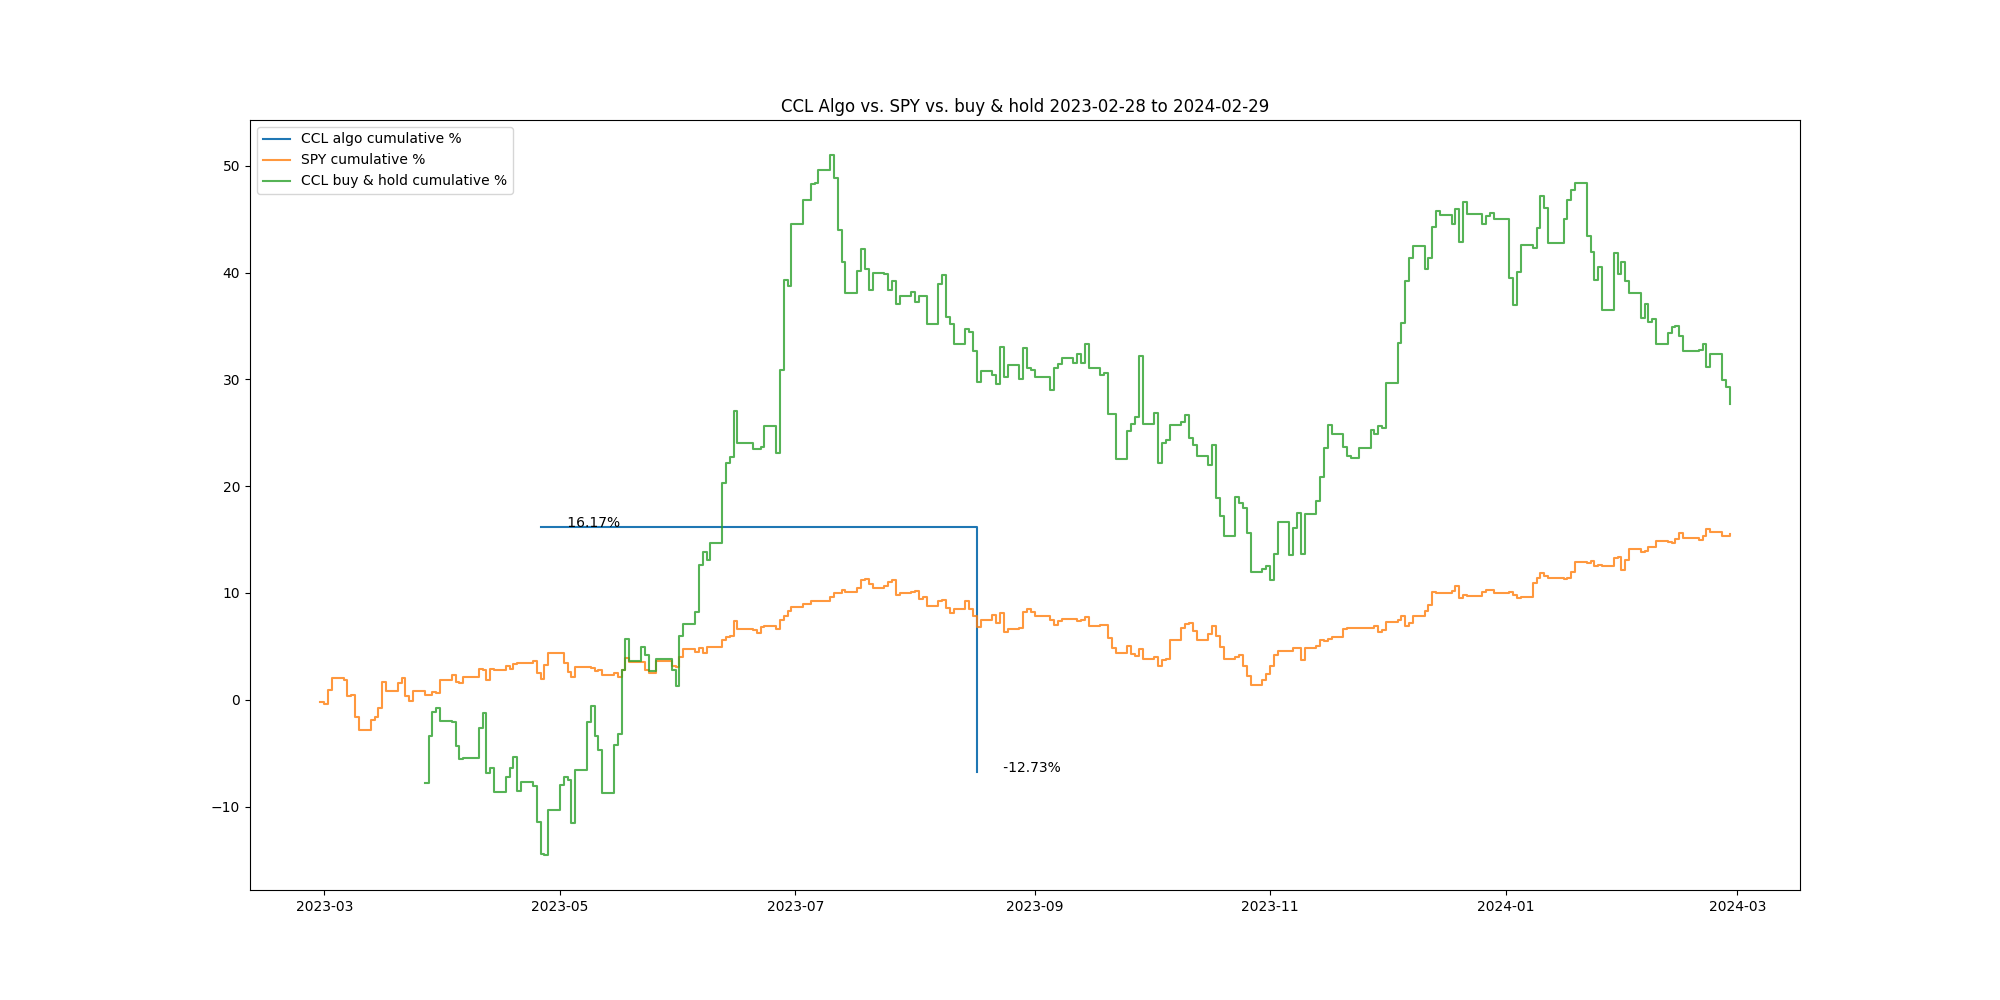 CCL Algo vs. SPY vs. buy & hold 2023-02-28 to 2024-02-29
CCL algo cumulative %
SPY cumulative %
CCL buy & hold cumulative %
50
40
30
20
10
0
−10
16.17%
-12.73%
2023-03 2023-05 2023-07 2023-09 2023-11 2024-01 2024-03